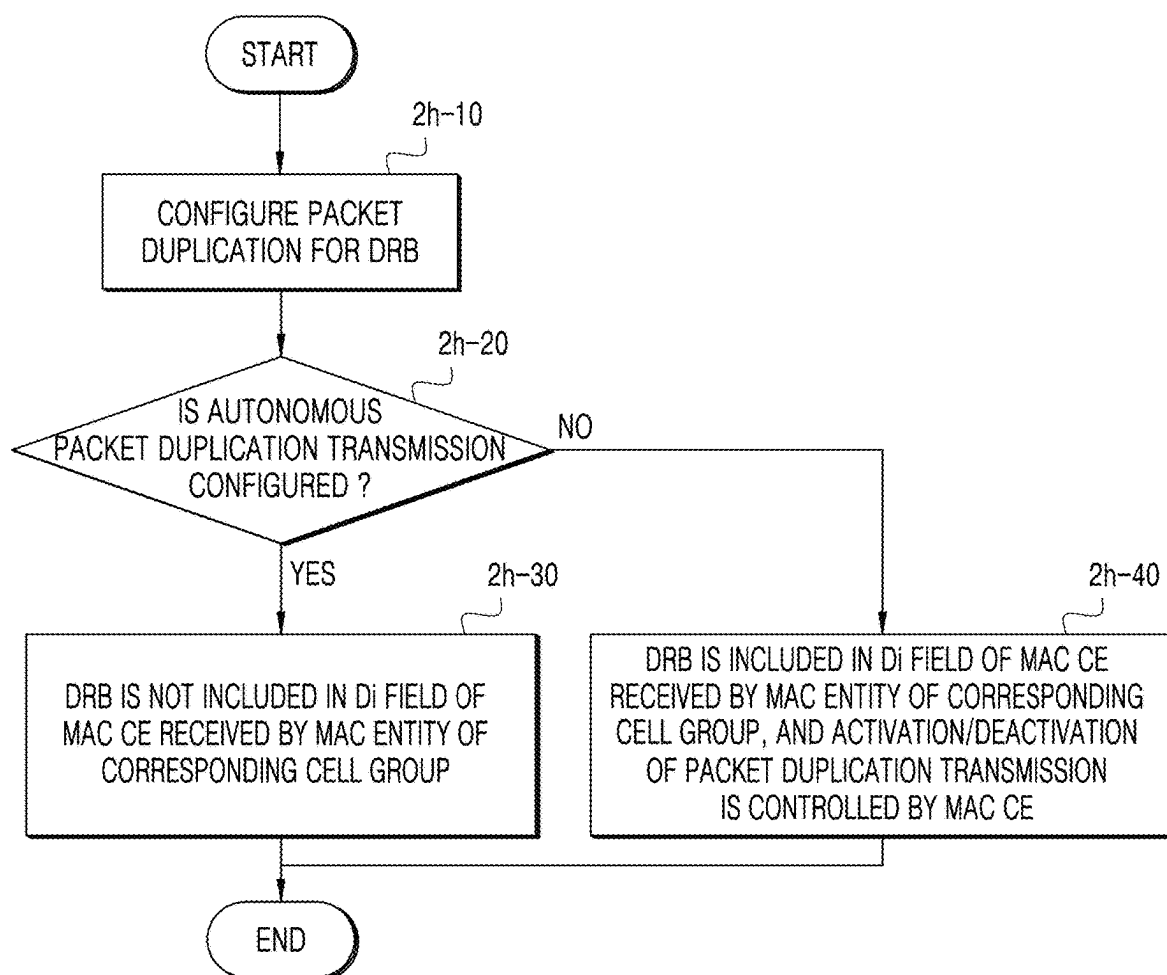 START
2h-10
CONFIGURE PACKET
DUPLICATION FOR DRB
2h-20
IS AUTONOMOUS
PACKET DUPLICATION TRANSMISSION
CONFIGURED ?
NO
YES
2h-30
DRB IS NOT INCLUDED IN Di FIELD OF
MAC CE RECEIVED BY MAC ENTITY OF
CORRESPONDING CELL GROUP
2h-40
DRB IS INCLUDED IN Di FIELD OF MAC CE
RECEIVED BY MAC ENTITY OF CORRESPONDING
CELL GROUP, AND ACTIVATION/DEACTIVATION
OF PACKET DUPLICATION TRANSMISSION
IS CONTROLLED BY MAC CE
END